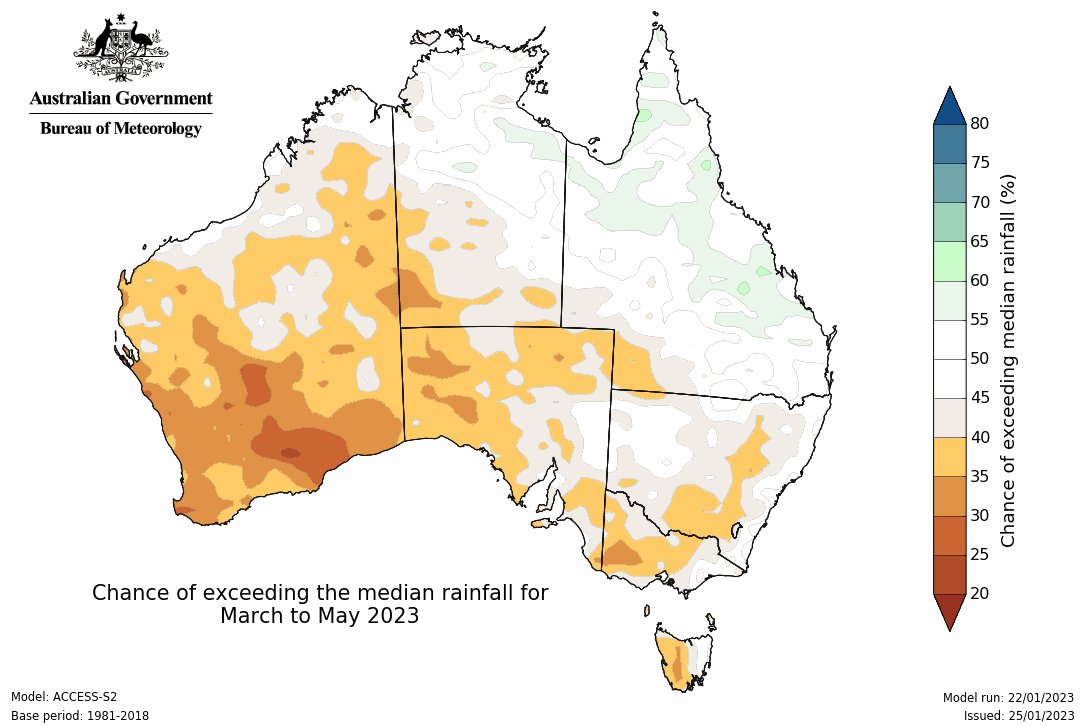 AUSTRALIA
Australian Government
Bureau of Meteorology
80
75
70
65
60
55
50
45
40
35
30
25
20
Chance of exceeding median rainfall (%)
Chance of exceeding the median rainfall for
March to May 2023
Model: ACCESS-S2
Base period: 1981-2018
Model run: 22/01/2023
Issued: 25/01/2023